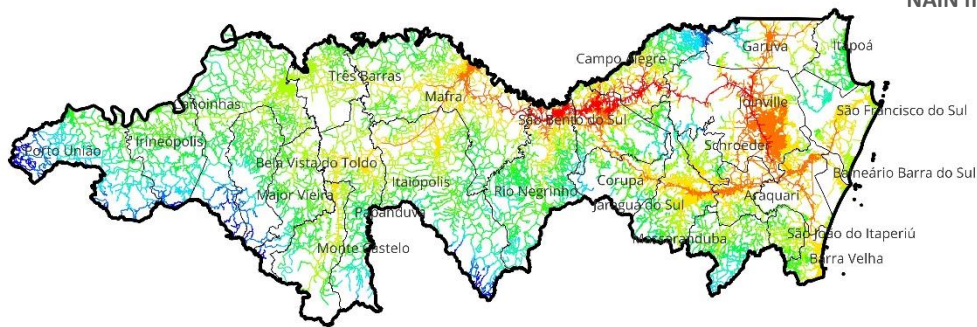 NAIN
Garuva
Itapoá
Campo Alegre
Três Barras
Mafra
Canoinhas
Joinville
São Francisco do Sul
São Bento do Sul
Irineópolis
Porto União
Schroeder
Bela Vista do Toldo
Balneário Barra do Sul
Itaiópolis
Corupá
Major Vieira
Rio Negrinho
Araquari
Jaraguá do Sul
Papanduva
São João do Itaperiú
Massaranduba
Monte Castelo
Barra Velha